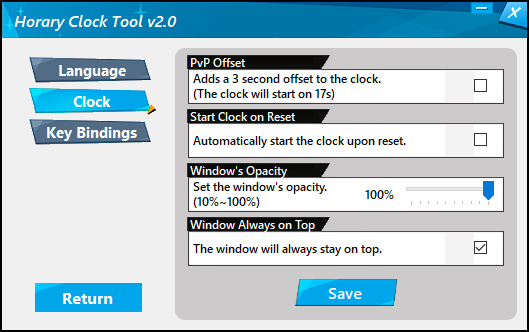 Horary Clock Tool v2.0
Language
Clock
Key Bindings
Return
PvP Offset
Adds a 3 second offset to the clock.
(The clock will start on 17s)
Start Clock on Reset
Automatically start the clock upon reset.
Window's Opacity
Set the window's opacity.
(10%~100%)
100%
Window Always on Top
The window will always stay on top.
Save